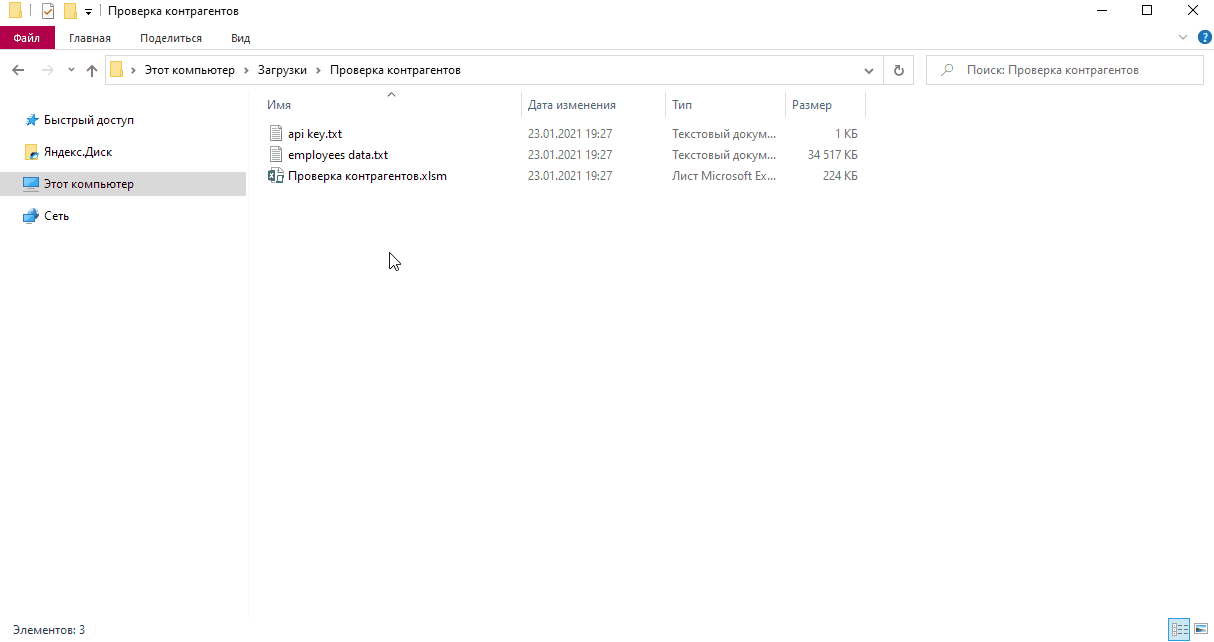 Проверка контрагентов
Файл Главная Поделиться Вид
Этот компьютер Загрузки Проверка контрагентов Поиск: Проверка контрагентов
Имя Дата изменения Тип Размер
Быстрый доступ
Яндекс.Диск
Этот компьютер
Сеть
api key.txt 23.01.2021 19:27 Текстовый докум... 1 КБ
employees data.txt 23.01.2021 19:27 Текстовый докум... 34 517 КБ
Проверка контрагентов.xlsm 23.01.2021 19:27 Лист Microsoft Ex... 224 КБ
Элементов: 3